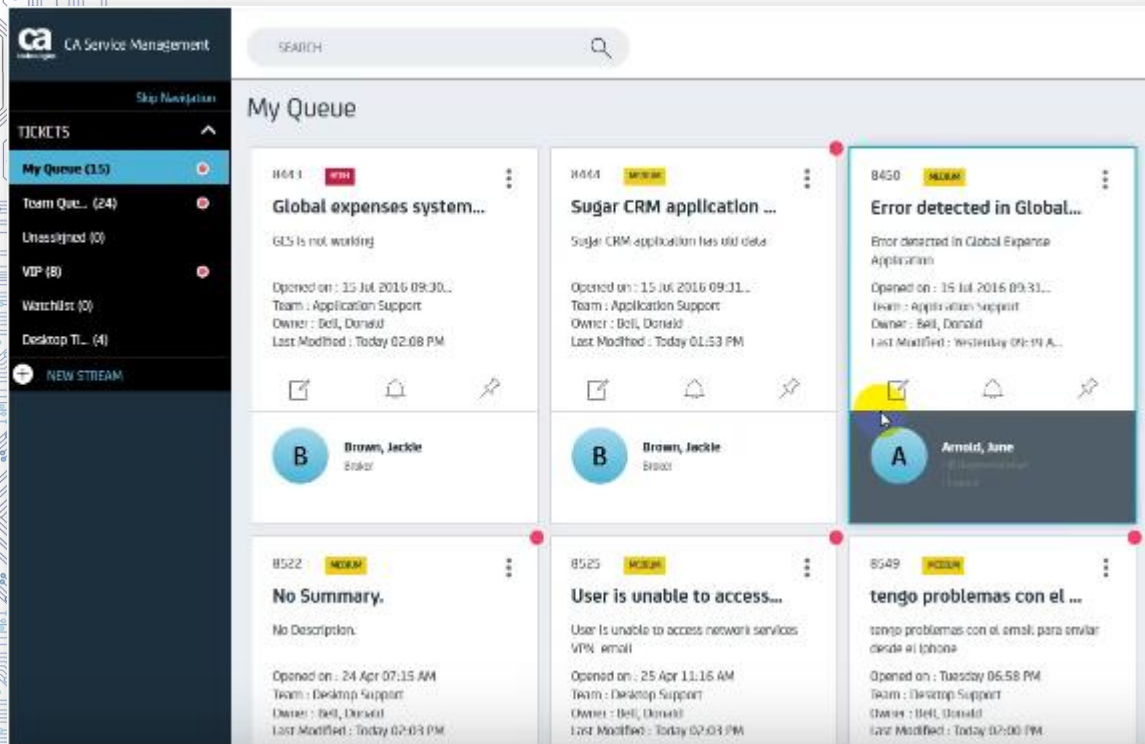 ca
technologies
CA Service Management
SEARCH
Skip Navigation
TICKETS
My Queue (15)
Team Que... (24)
Unassigned (0)
VIP (8)
Watchlist (0)
Desktop Ti... (4)
NEW STREAM
My Queue
8443 HIGH
Global expenses system...
GES is not working
Opened on : 15 Jul 2016 09:30...
Team : Application Support
Owner : Bell, Donald
Last Modified : Today 02:08 PM
B
Brown, Jackie
Broker
8444 MEDIUM
Sugar CRM application ...
Sugar CRM application has old data
Opened on : 15 Jul 2016 09:31...
Team : Application Support
Owner : Bell, Donald
Last Modified : Today 01:53 PM
B
Brown, Jackie
Broker
8450 MEDIUM
Error detected in Global...
Error detected in Global Expense
Application
Opened on : 15 Jul 2016 09:31...
Team : Application Support
Owner : Bell, Donald
Last Modified : Yesterday 09:39 A...
A
Arnold, June
8522 MEDIUM
No Summary.
No Description.
Opened on : 24 Apr 07:15 AM
Team : Desktop Support
Owner : Bell, Donald
Last Modified : Today 02:03 PM
8525 MEDIUM
User is unable to access...
User is unable to access network services
VPN email
Opened on : 25 Apr 11:16 AM
Team : Desktop Support
Owner : Bell, Donald
Last Modified : Today 02:03 PM
8549 MEDIUM
tengo problemas con el ...
tengo problemas con el email para enviar
desde el iphone
Opened on : Tuesday 06:58 PM
Team : Desktop Support
Owner : Bell, Donald
Last Modified : Today 02:00 PM